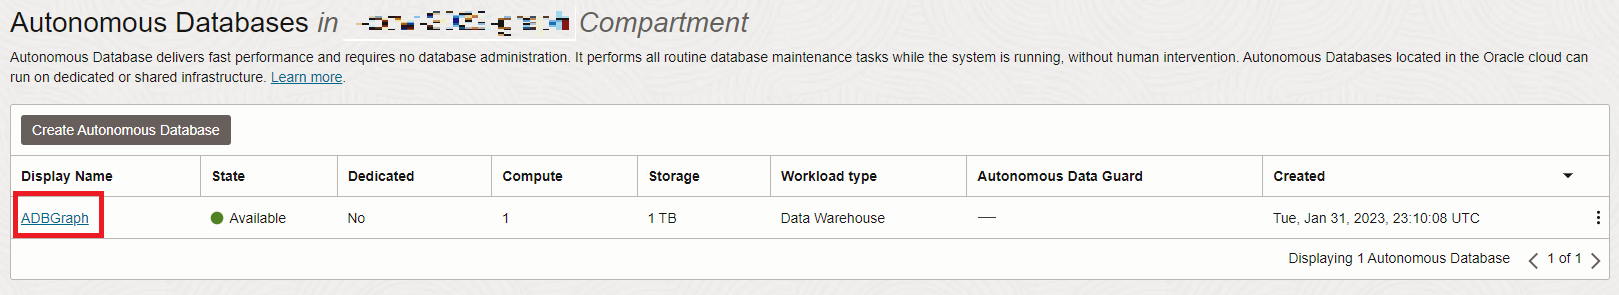 Autonomous Databases in Compartment
Autonomous Database delivers fast performance and requires no database administration. It performs all routine database maintenance tasks while the system is running, without human intervention. Autonomous Databases located in the Oracle cloud can
run on dedicated or shared infrastructure. Learn more.
Create Autonomous Database
Display Name State Dedicated Compute Storage Workload type Autonomous Data Guard Created
ADBGraph Available No 1 1 TB Data Warehouse — Tue, Jan 31, 2023, 23:10:08 UTC
Displaying 1 Autonomous Database 1 of 1